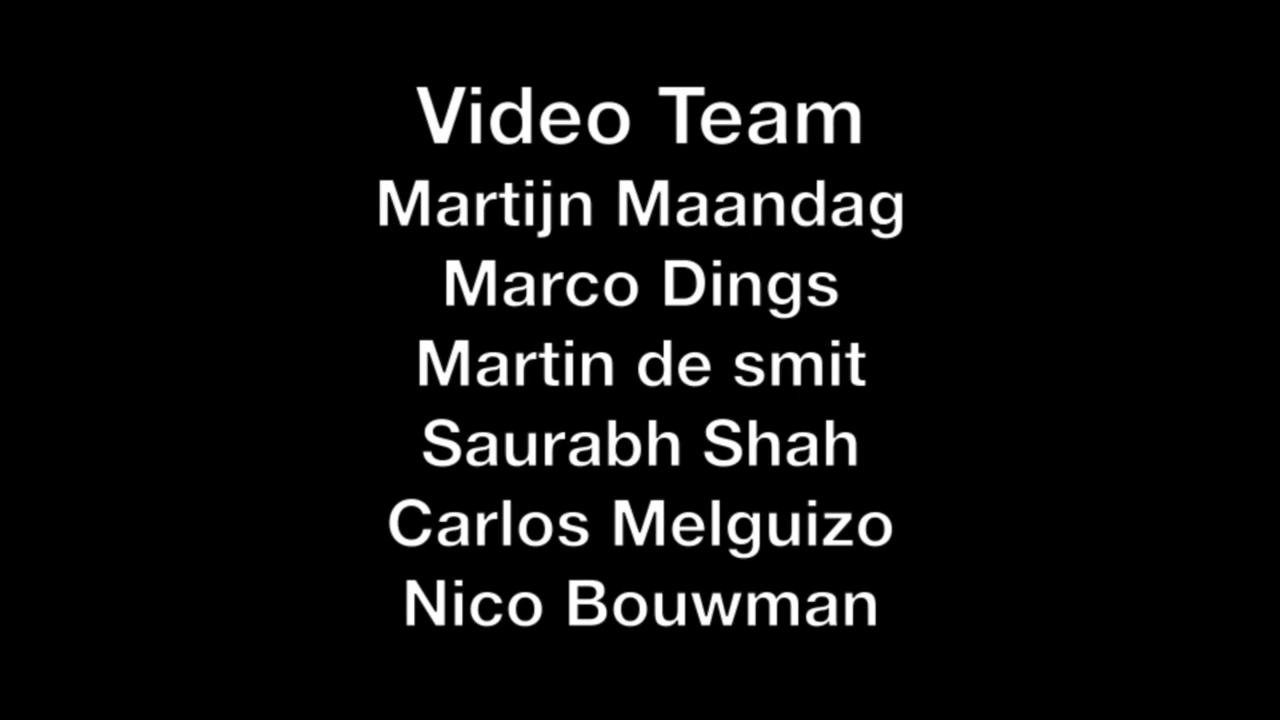 Video Team
Martijn Maandag
Marco Dings
Martin de smit
Saurabh Shah
Carlos Melguizo
Nico Bouwman